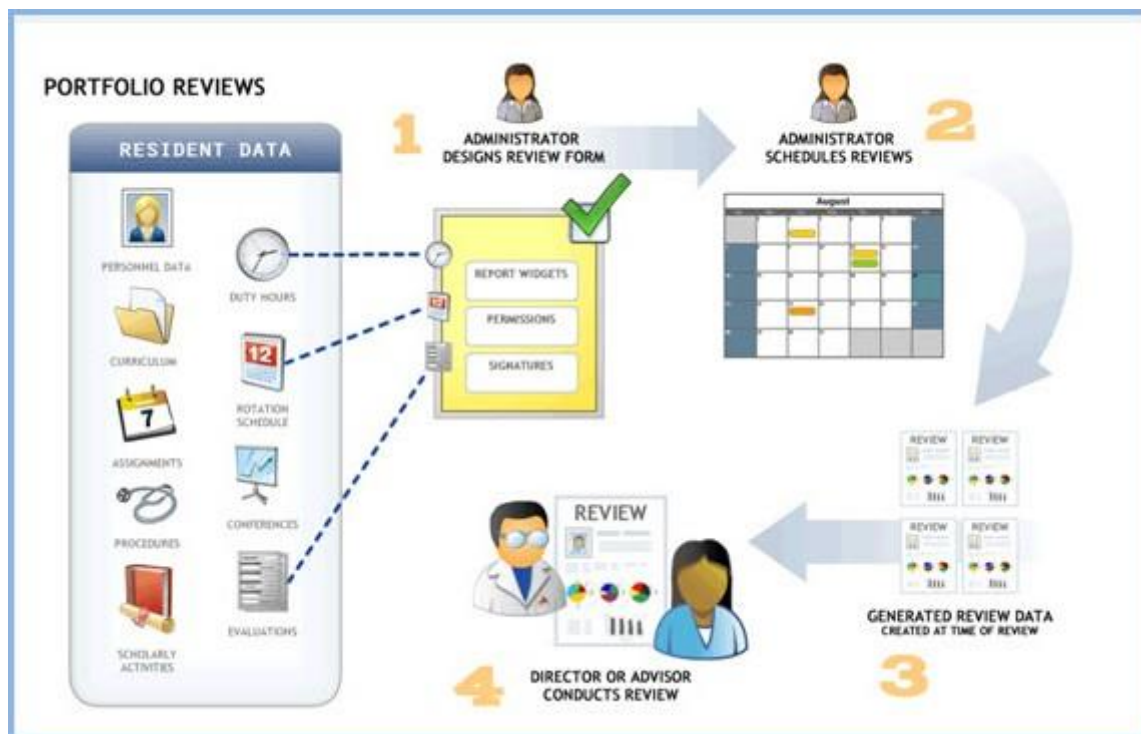 PORTFOLIO REVIEWS
RESIDENT DATA
PERSONNEL DATA
DUTY HOURS
CURRICULUM
12
ROTATION
SCHEDULE
7
ASSIGNMENTS
CONFERENCES
PROCEDURES
EVALUATIONS
SCHOLARLY
ACTIVITIES
1
ADMINISTRATOR
DESIGNS REVIEW FORM
12
REPORT WIDGETS
PERMISSIONS
SIGNATURES
2
ADMINISTRATOR
SCHEDULES REVIEWS
August
REVIEW
REVIEW
REVIEW
REVIEW
GENERATED REVIEW DATA
CREATED AT TIME OF REVIEW
3
REVIEW
4
DIRECTOR OR ADVISOR
CONDUCTS REVIEW